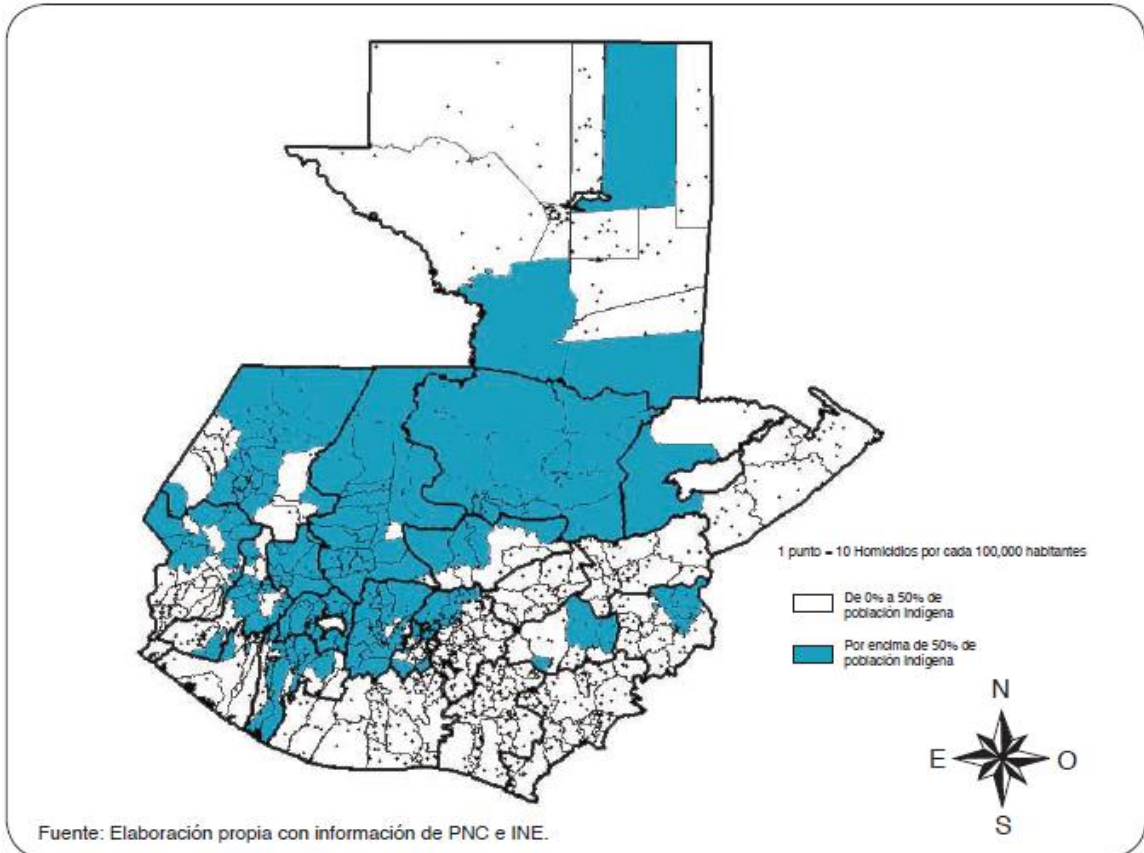 1 punto = 10 Homicidios por cada 100,000 habitantes
De 0% a 50% de
población Indígena
Por encima de 50% de
población Indígena
N
E
O
S
Fuente: Elaboración propia con información de PNC e INE.